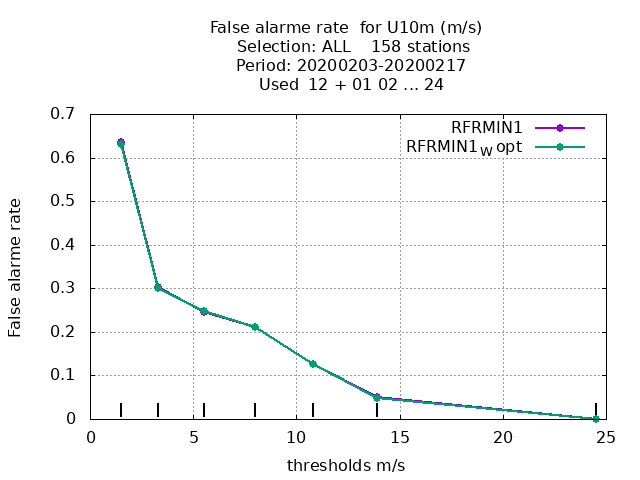 False alarme rate  for U10m (m/s)
Selection: ALL    158 stations
Period: 20200203-20200217
Used  12 + 01 02 ... 24
RFRMIN1
RFRMIN1W opt
False alarme rate
0.7
0.6
0.5
0.4
0.3
0.2
0.1
0
0 5 10 15 20 25
thresholds m/s